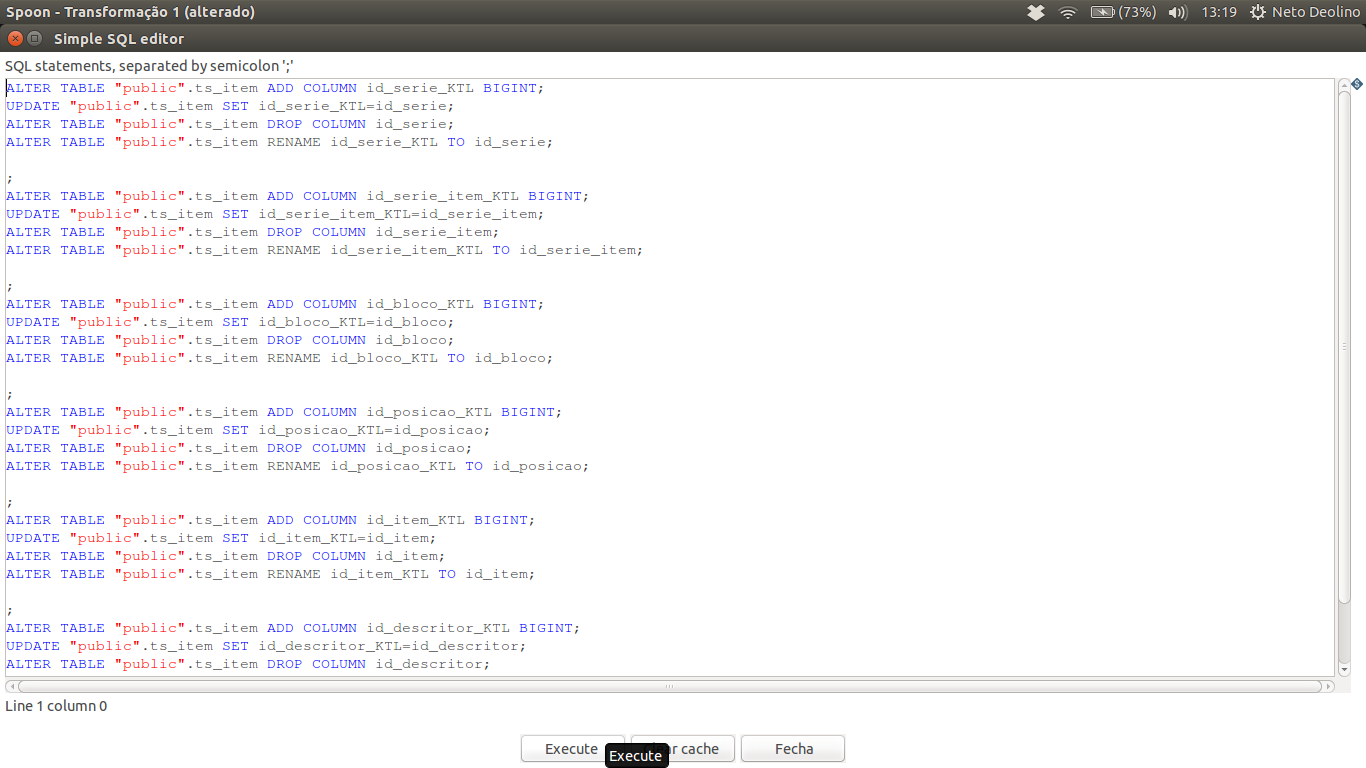 Spoon - Transformação 1 (alterado) (73%) 13:19 Neto Deolino
Simple SQL editor
SQL statements, separated by semicolon ';'
ALTER TABLE "public".ts_item ADD COLUMN id_serie_KTL BIGINT;
UPDATE "public".ts_item SET id_serie_KTL=id_serie;
ALTER TABLE "public".ts_item DROP COLUMN id_serie;
ALTER TABLE "public".ts_item RENAME id_serie_KTL TO id_serie;
;
ALTER TABLE "public".ts_item ADD COLUMN id_serie_item_KTL BIGINT;
UPDATE "public".ts_item SET id_serie_item_KTL=id_serie_item;
ALTER TABLE "public".ts_item DROP COLUMN id_serie_item;
ALTER TABLE "public".ts_item RENAME id_serie_item_KTL TO id_serie_item;
;
ALTER TABLE "public".ts_item ADD COLUMN id_bloco_KTL BIGINT;
UPDATE "public".ts_item SET id_bloco_KTL=id_bloco;
ALTER TABLE "public".ts_item DROP COLUMN id_bloco;
ALTER TABLE "public".ts_item RENAME id_bloco_KTL TO id_bloco;
;
ALTER TABLE "public".ts_item ADD COLUMN id_posicao_KTL BIGINT;
UPDATE "public".ts_item SET id_posicao_KTL=id_posicao;
ALTER TABLE "public".ts_item DROP COLUMN id_posicao;
ALTER TABLE "public".ts_item RENAME id_posicao_KTL TO id_posicao;
;
ALTER TABLE "public".ts_item ADD COLUMN id_item_KTL BIGINT;
UPDATE "public".ts_item SET id_item_KTL=id_item;
ALTER TABLE "public".ts_item DROP COLUMN id_item;
ALTER TABLE "public".ts_item RENAME id_item_KTL TO id_item;
;
ALTER TABLE "public".ts_item ADD COLUMN id_descritor_KTL BIGINT;
UPDATE "public".ts_item SET id_descritor_KTL=id_descritor;
ALTER TABLE "public".ts_item DROP COLUMN id_descritor;
Line 1 column 0
Execute cache Fecha
Execute